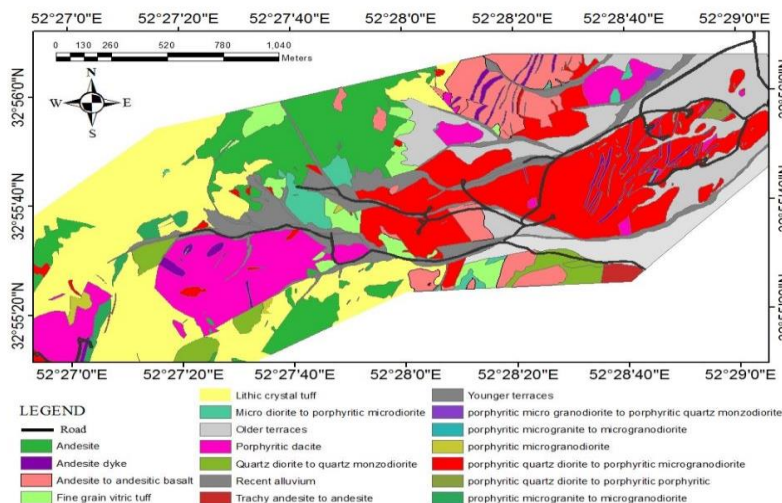 52°27'0"E 52°27'20"E 52°27'40"E 52°28'0"E 52°28'20"E 52°28'40"E 52°29'0"E
0 130 260 520 780 1,040
Meters
N
W E
S
32°56'0"N
32°55'40"N
32°55'20"N
52°27'0"E 52°27'20"E 52°27'40"E 52°28'0"E 52°28'20"E 52°28'40"E 52°29'0"E
LEGEND
Road
Andesite
Andesite dyke
Andesite to andesitic basalt
Fine grain vitric tuff
Lithic crystal tuff
Micro diorite to porphyritic microdiorite
Older terraces
Porphyritic dacite
Quartz diorite to quartz monzodiorite
Recent alluvium
Trachy andesite to andesite
Younger terraces
porphyritic micro granodiorite to porphyritic quartz monzodiorite
porphyritic microgranite to microgranodiorite
porphyritic microgranodiorite
porphyritic quartz diorite to porphyritic microgranodiorite
porphyritic quartz diorite to porphyritic porphyritic
prophyritic microgranite to microgranodiorite